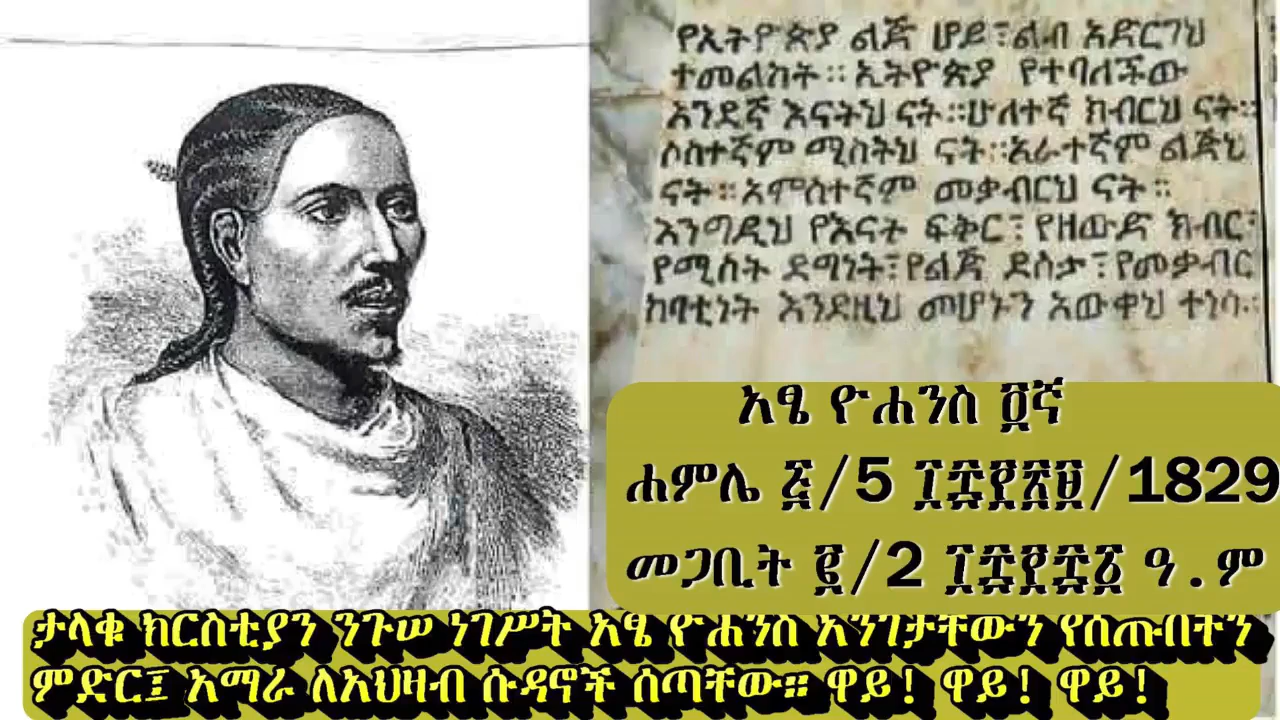 የኢትዮጵያ ልጅ ሆይ፣ልብ አድርገህ
ተመልከት። ኢትዮጵያ የተባለችው
አንደኛ እናትህ ናት።ሁለተኛ ክብርህ ናት።
ሶስተኛም ሚስትህ ናት።አራተኛም ልጅህ
ናት።አምስተኛም መቃብርህ ናት።
እንግዲህ የእናት ፍቅር፣የዘውድ ክብር፣
የሚስት ደግነት፣የልጅ ደስታ፣የመቃብር
ከባቲነት እንደዚህ መሆኑን አውቀህ ተነሳ።
አፄ ዮሐንስ ፬ኛ
ሐምሌ ፭/5 ፲፰፻፳፱/1829
መጋቢት ፪/2 ፲፰፻፹፩ ዓ.ም
ታላቁ ክርስቲያን ንጉሠ ነገሥት አፄ ዮሐንስ አንገታቸውን የሰጡበትን
ምድር፤ አማራ ለአህዛብ ሱዳኖች ሰጣቸው። ዋይ! ዋይ! ዋይ!